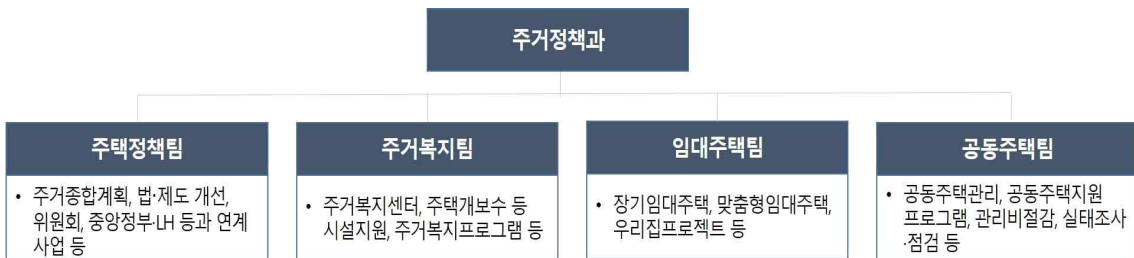 주거정책과
주택정책팀
• 주거종합계획, 법·제도 개선,
위원회, 중앙정부·LH 등과 연계
사업 등
주거복지팀
• 주거복지센터, 주택개보수 등
시설지원, 주거복지프로그램 등
임대주택팀
• 장기임대주택, 맞춤형임대주택,
우리집프로젝트 등
공동주택팀
• 공동주택관리, 공동주택지원
프로그램, 관리비절감, 실태조사
·점검 등